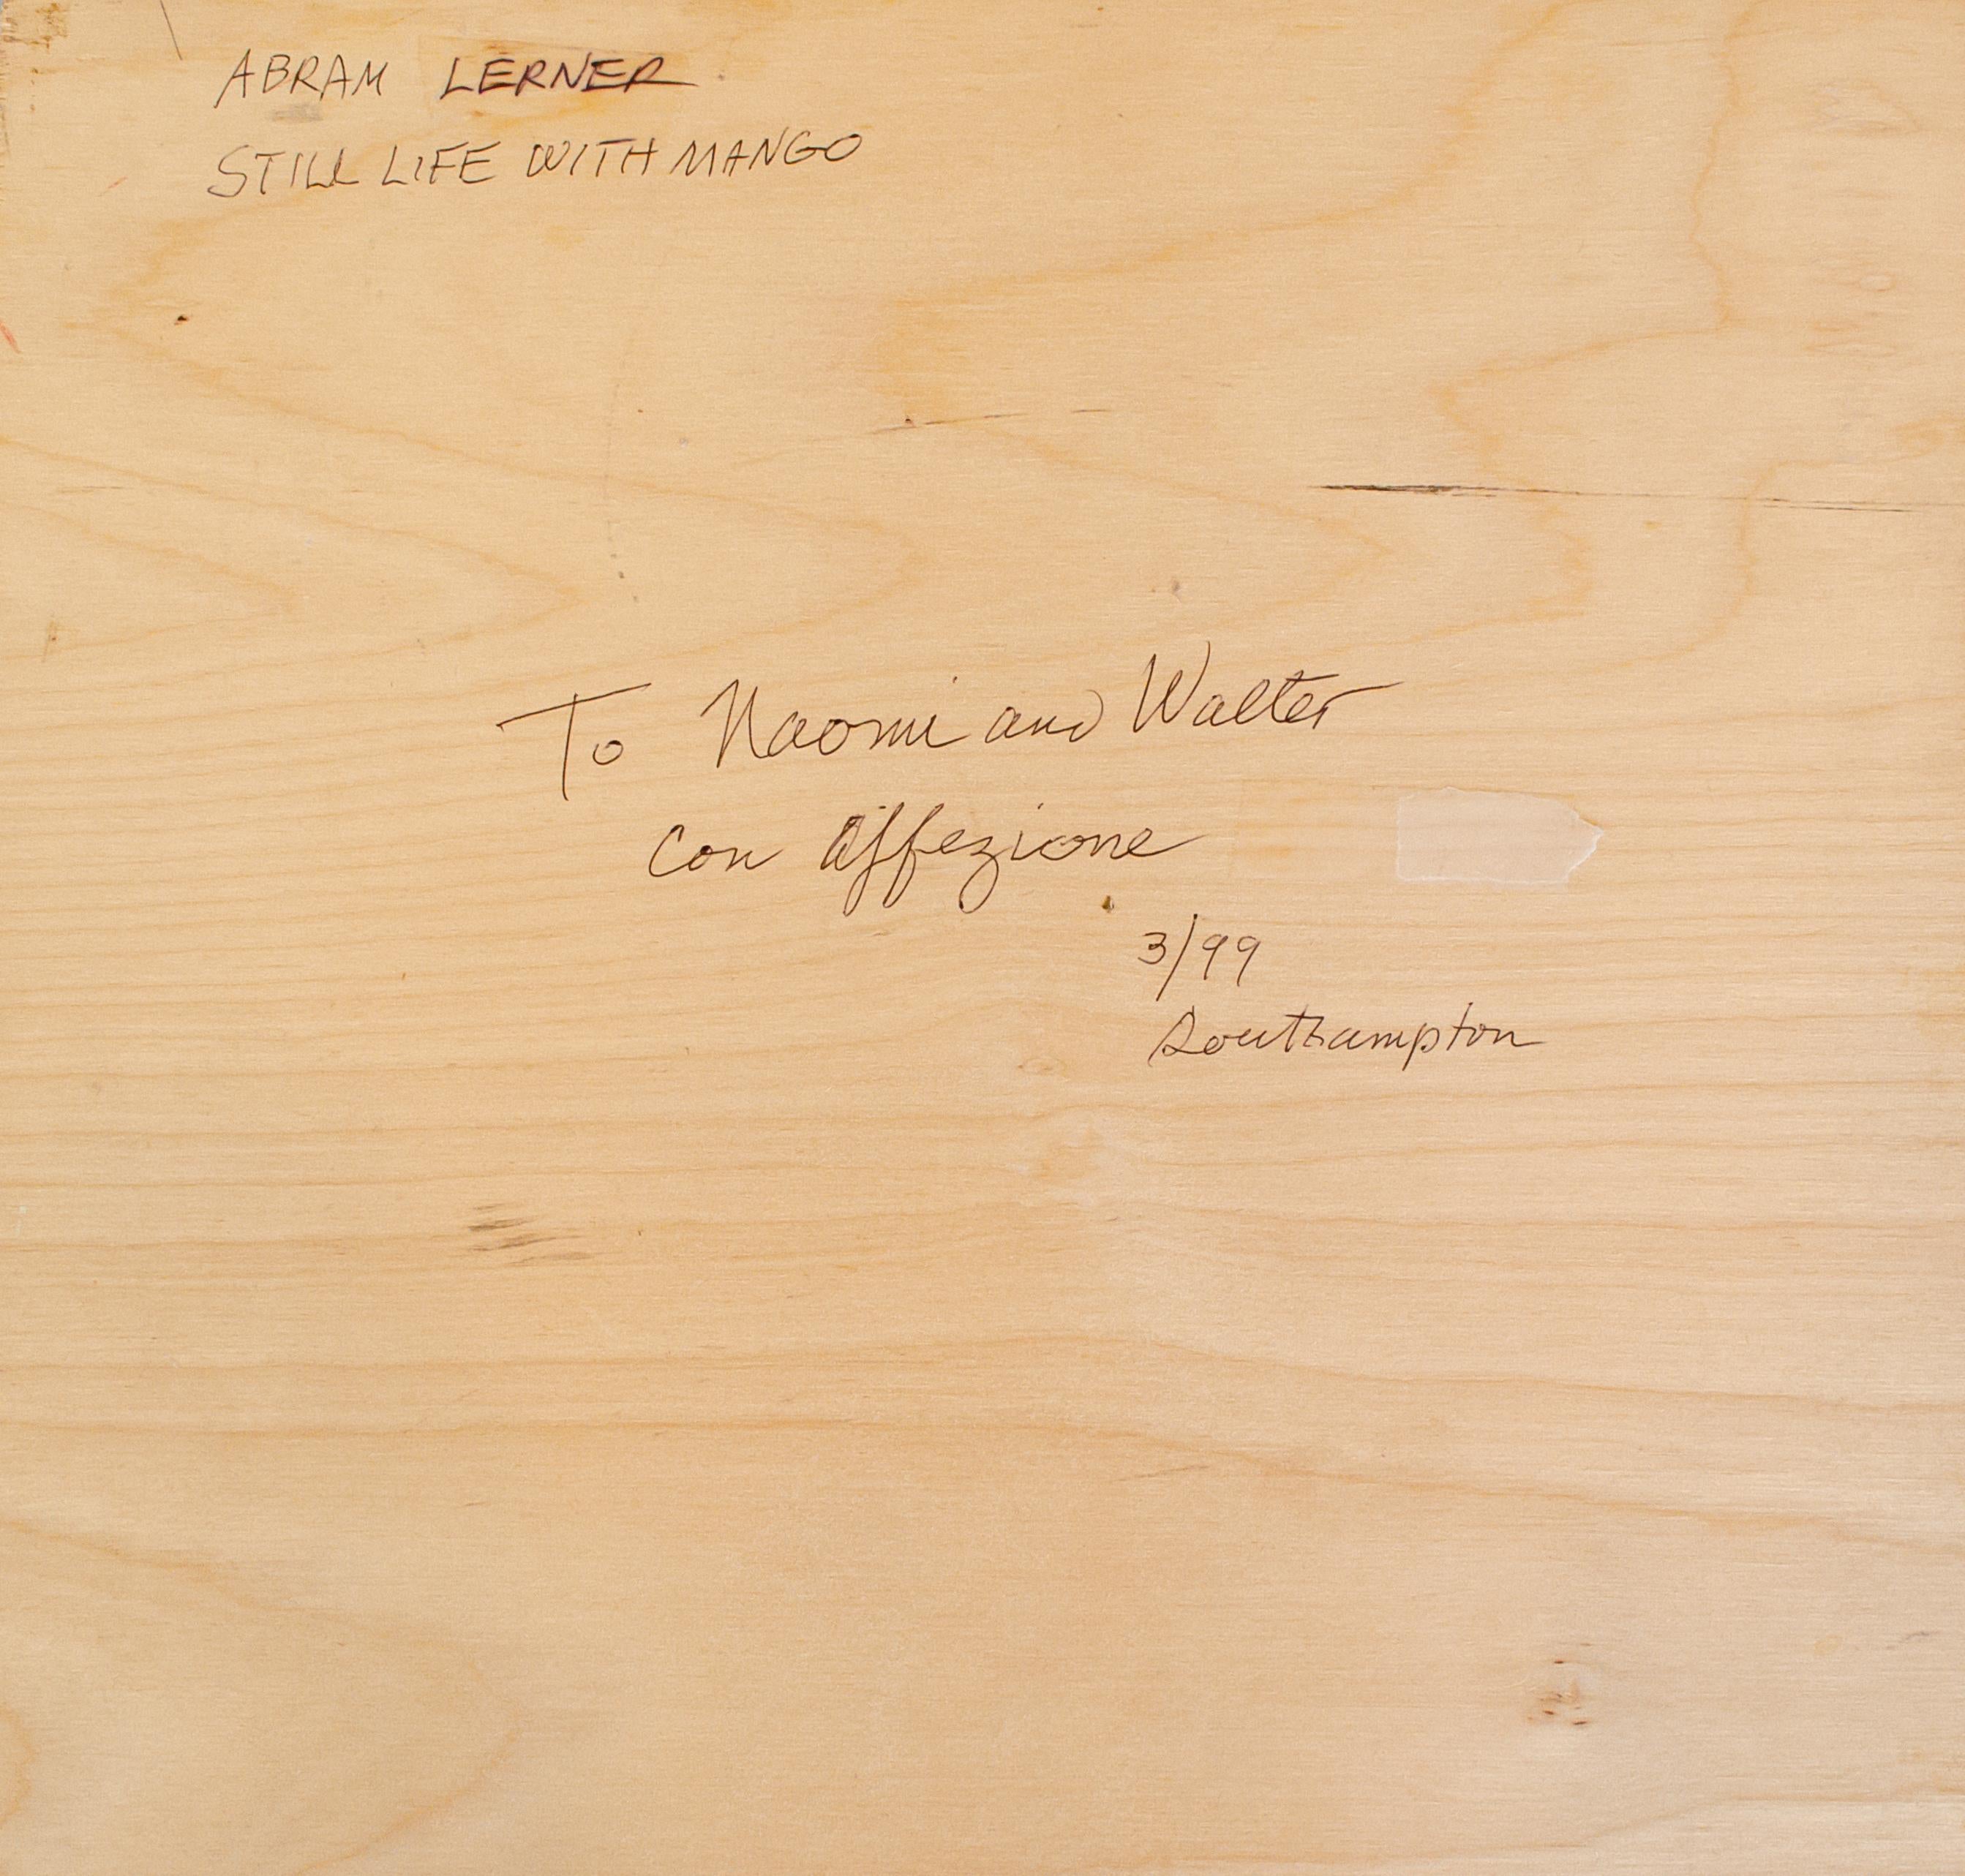 ABRAM LERNER
STILL LIFE WITH MANGO
To Naomi and Walter
Con Affezione
3/99
Southampton